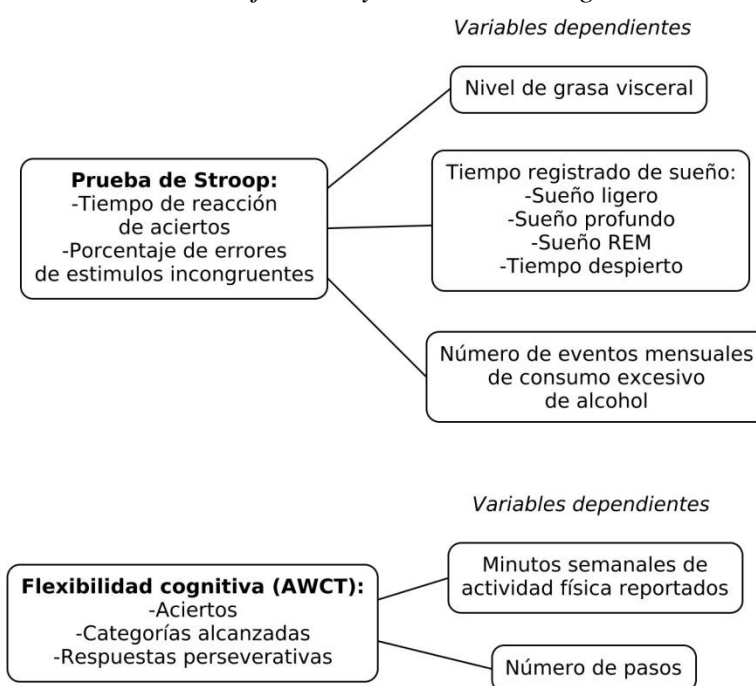 Variables dependientes
Nivel de grasa visceral
Prueba de Stroop:
-Tiempo de reacción
de aciertos
-Porcentaje de errores
de estimulos incongruentes
Tiempo registrado de sueño:
-Sueño ligero
-Sueño profundo
-Sueño REM
-Tiempo despierto
Número de eventos mensuales
de consumo excesivo
de alcohol
Variables dependientes
Flexibilidad cognitiva (AWCT):
-Aciertos
-Categorías alcanzadas
-Respuestas perseverativas
Minutos semanales de
actividad física reportados
Número de pasos